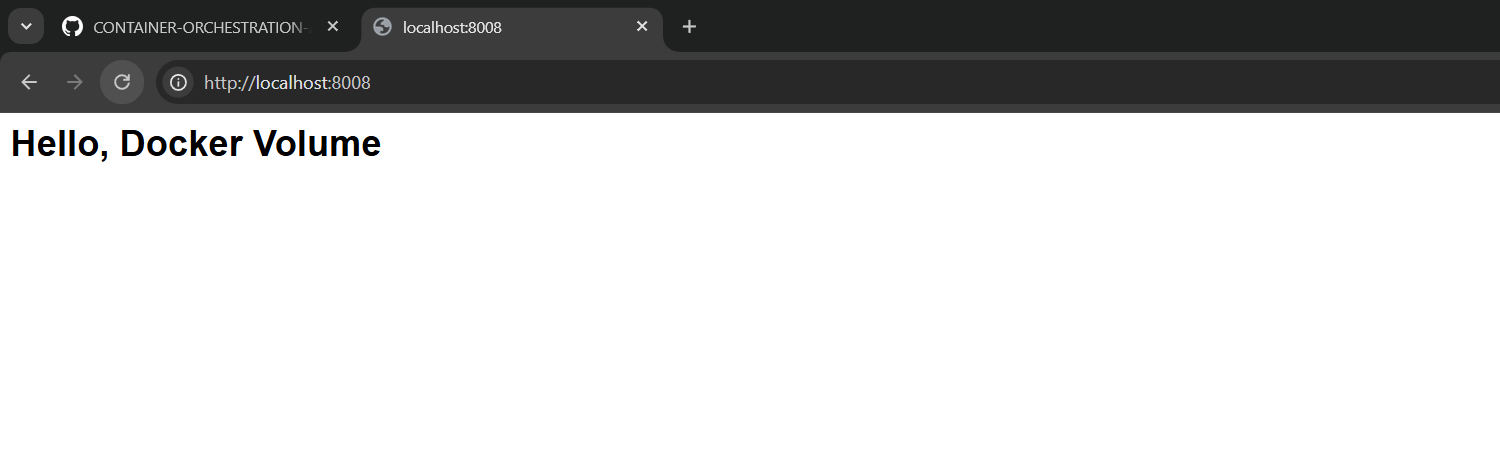 CONTAINER-ORCHESTRATION-
localhost:8008
http://localhost:8008
Hello, Docker Volume